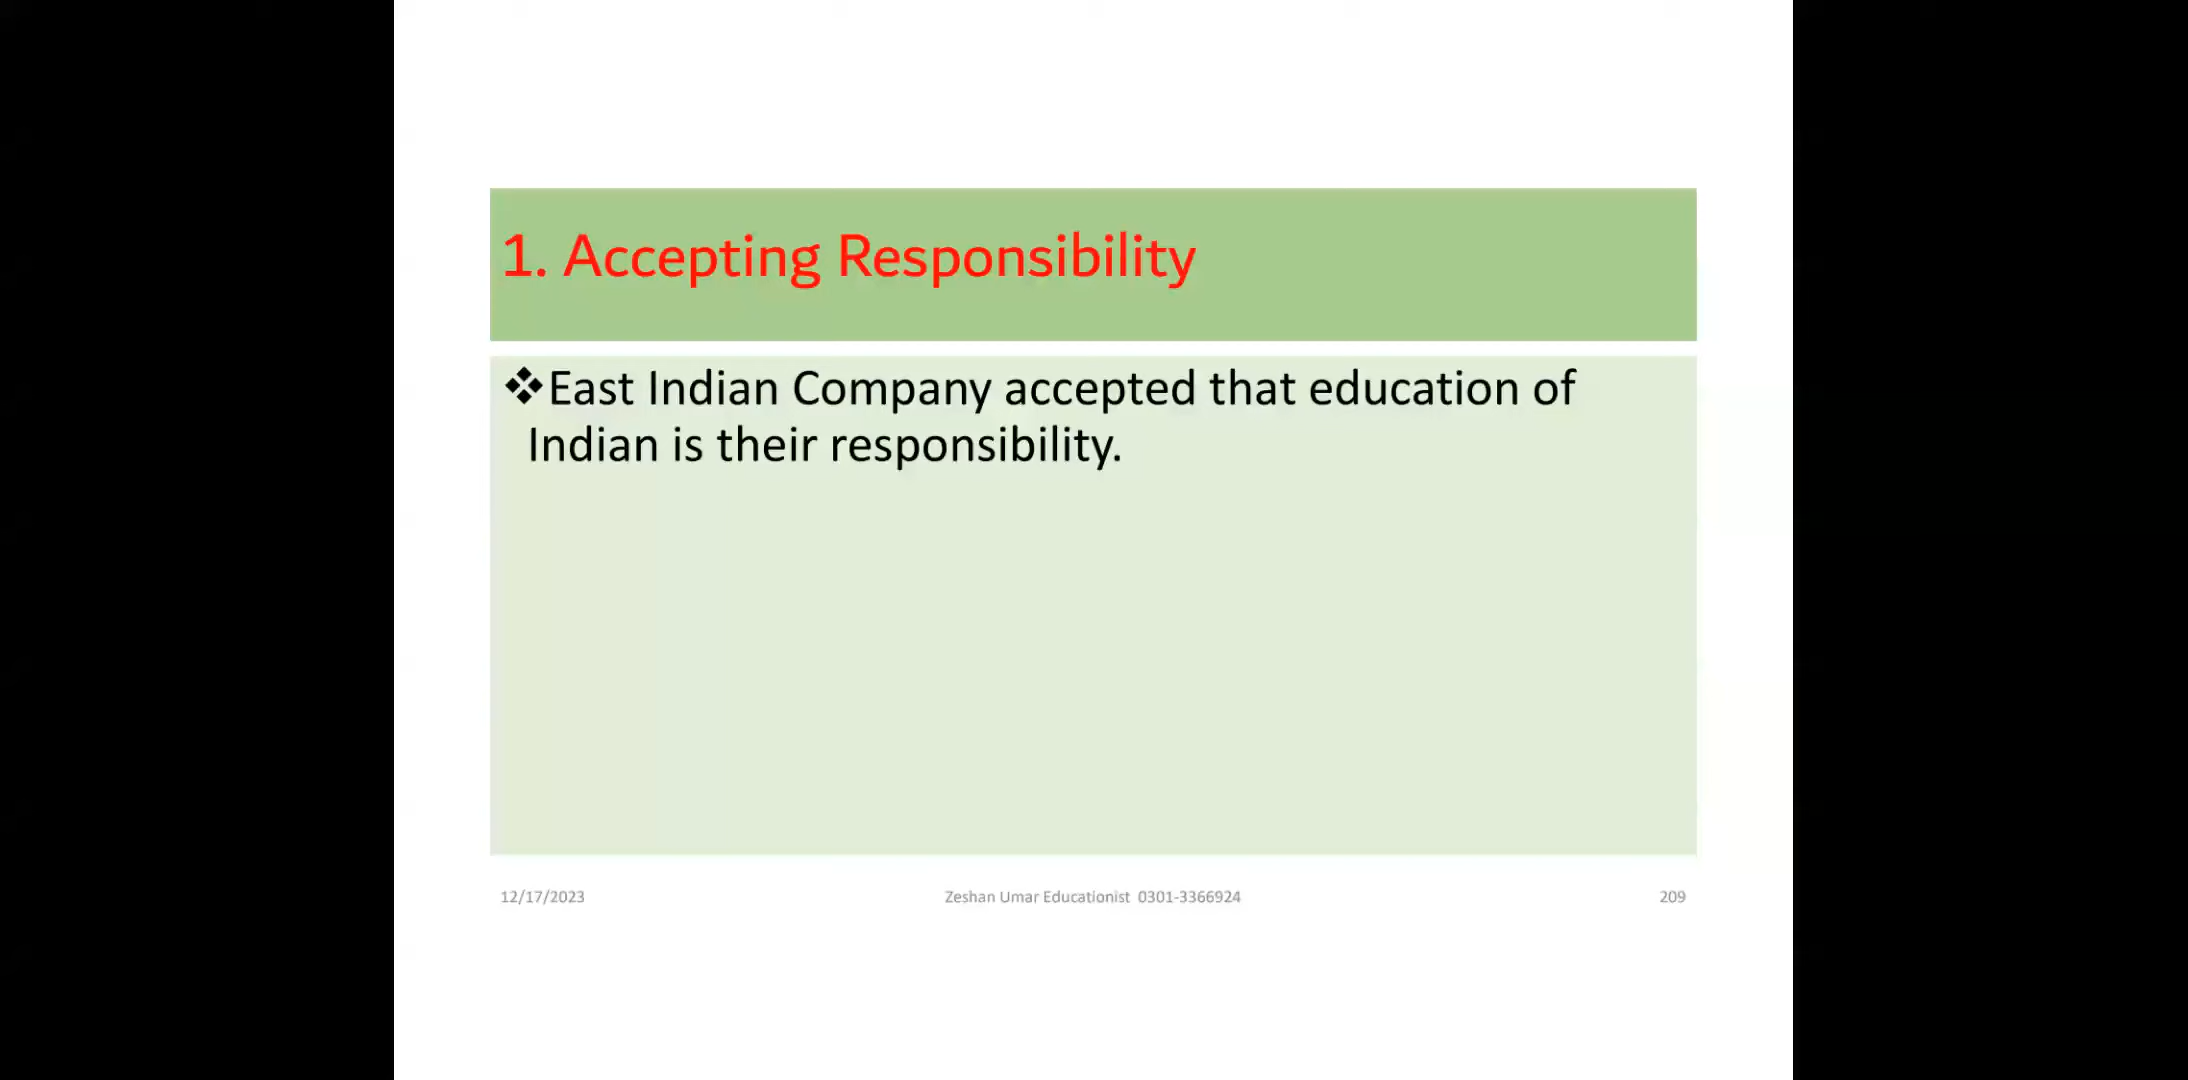 1. Accepting Responsibility
❖East Indian Company accepted that education of
Indian is their responsibility.
12/17/2023 Zeshan Umar Educationist 0301-3366924 209